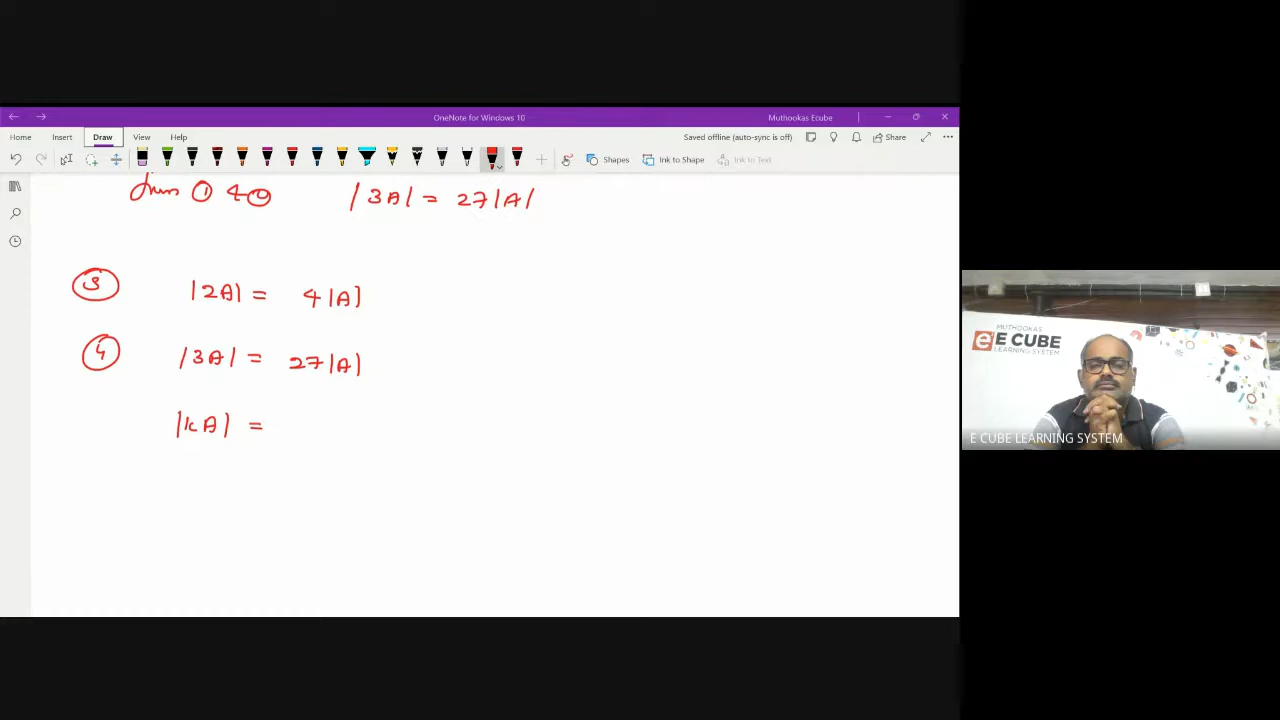 OneNote for Windows 10
Muthookas Ecube
Home Insert Draw View Help
Saved offline (auto-sync is off)
Share
Shapes
Ink to Shape
Ink to Text
from ① & ② |3A| = 27|A|
③ |2A| = 4|A|
④ |3A| = 27|A|
|kA| =
MUTHOOKAS
e E CUBE
LEARNING SYSTEM
E CUBE LEARNING SYSTEM